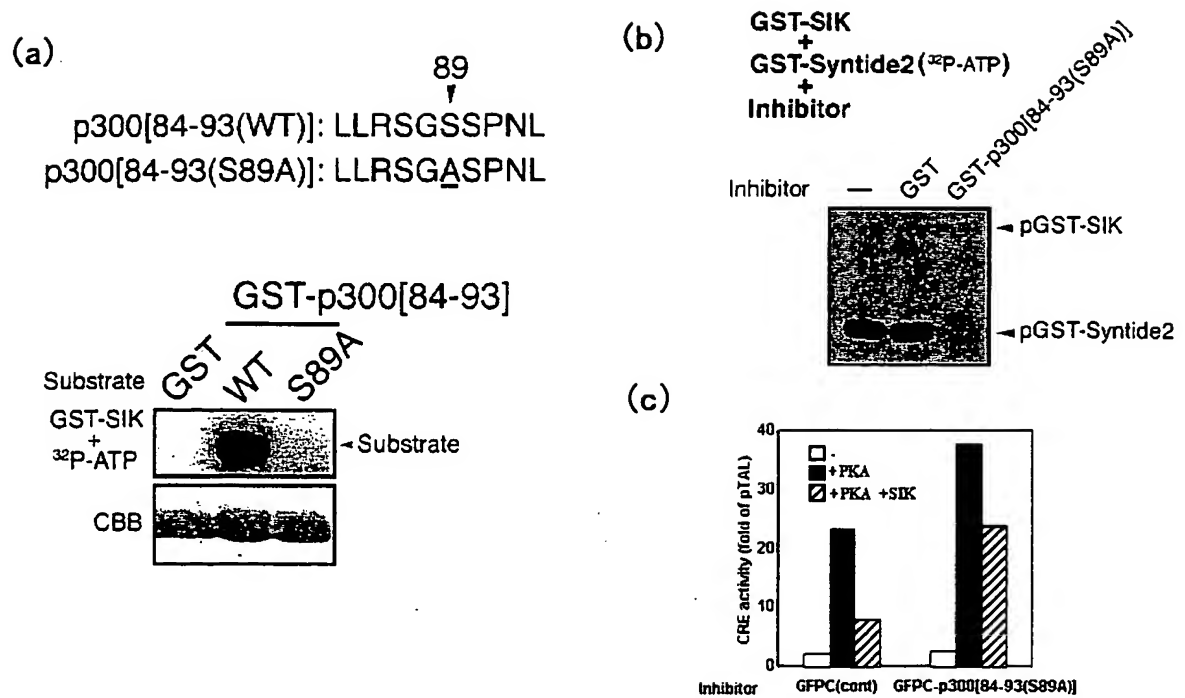 (a)
89
p300[84-93(WT)]: LLRSGSSPNL
p300[84-93(S89A)]: LLRSGASPNL
GST-p300[84-93]
Substrate
GST
WT
S89A
GST-SIK
+
³²P-ATP
Substrate
CBB
(b)
GST-SIK
+
GST-Syntide2(³²P-ATP)
+
Inhibitor
Inhibitor
—
GST
GST-p300[84-93(S89A)]
pGST-SIK
pGST-Syntide2
(c)
CRE activity (fold of pTAL)
40
30
20
10
0
-
+PKA
+PKA +SIK
Inhibitor
GFPC(cont)
GFPC-p300[84-93(S89A)]